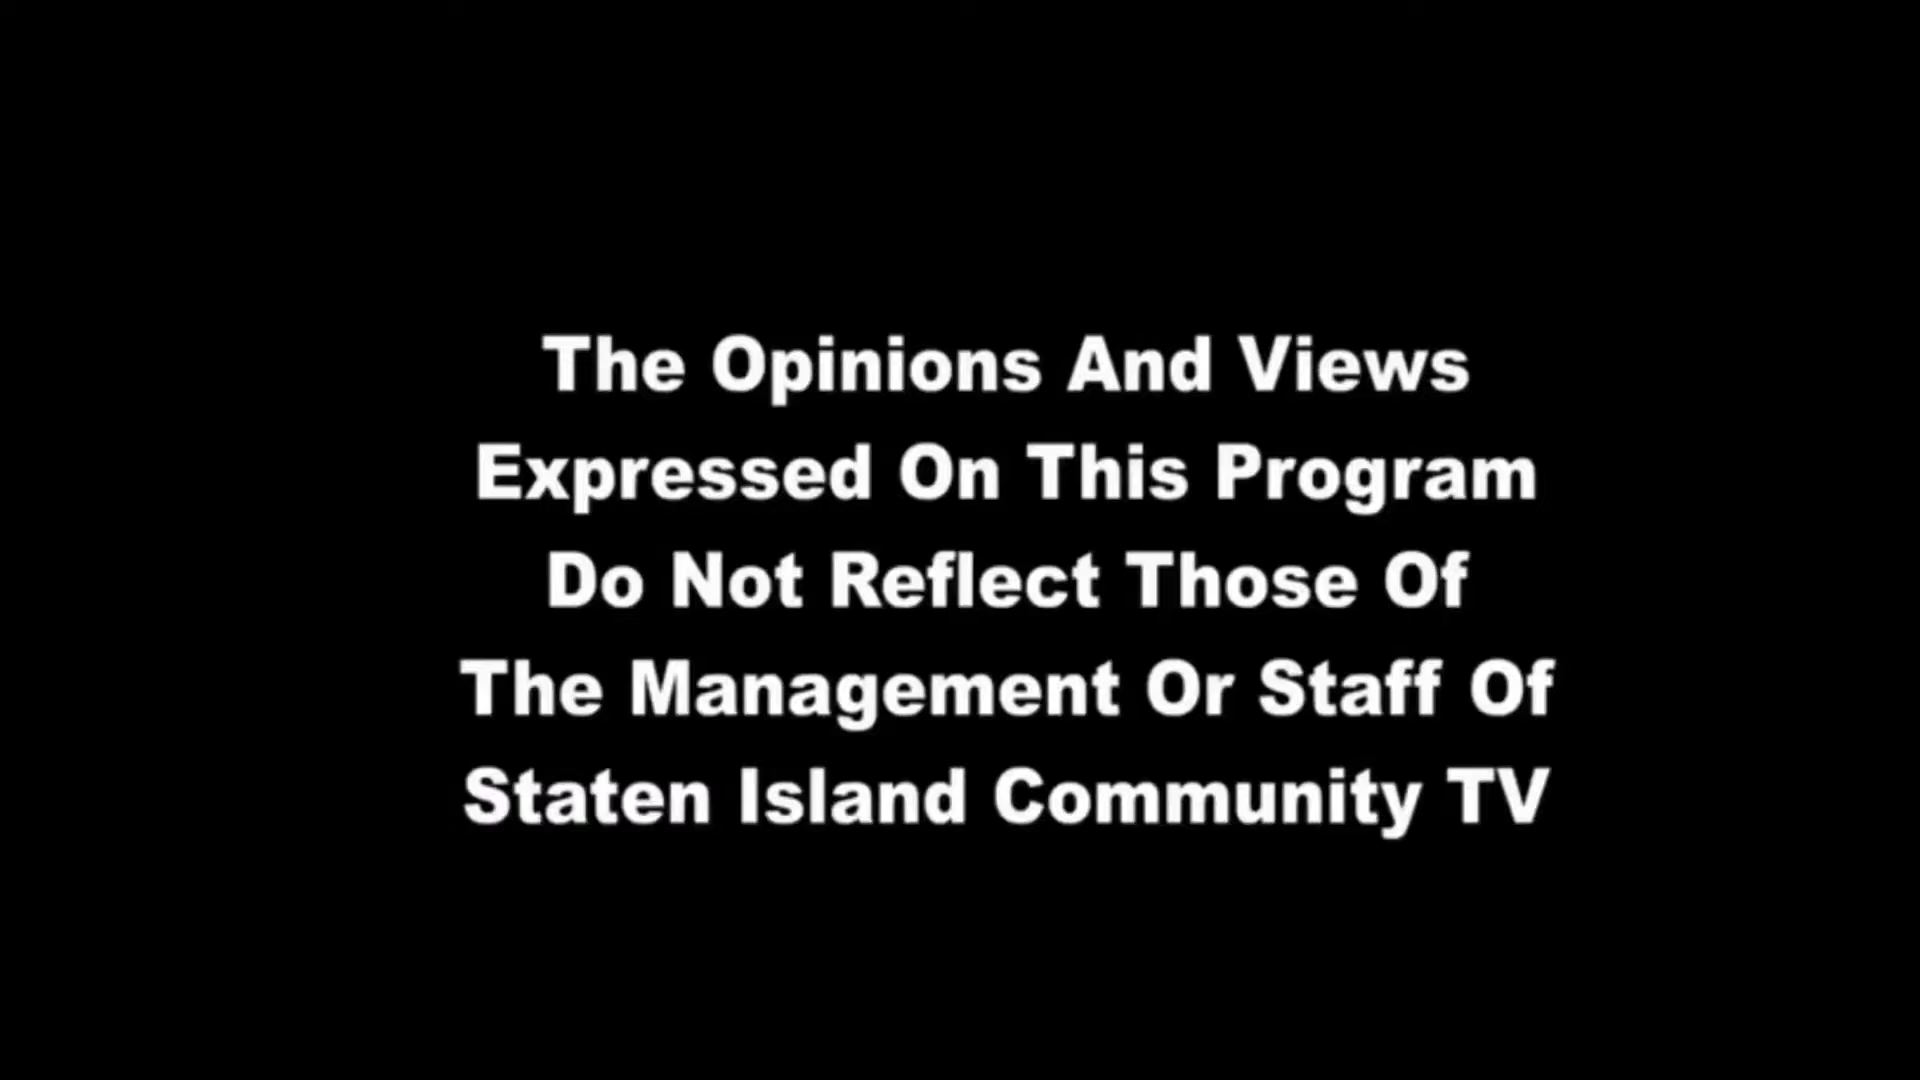 The Opinions And Views
Expressed On This Program
Do Not Reflect Those Of
The Management Or Staff Of
Staten Island Community TV